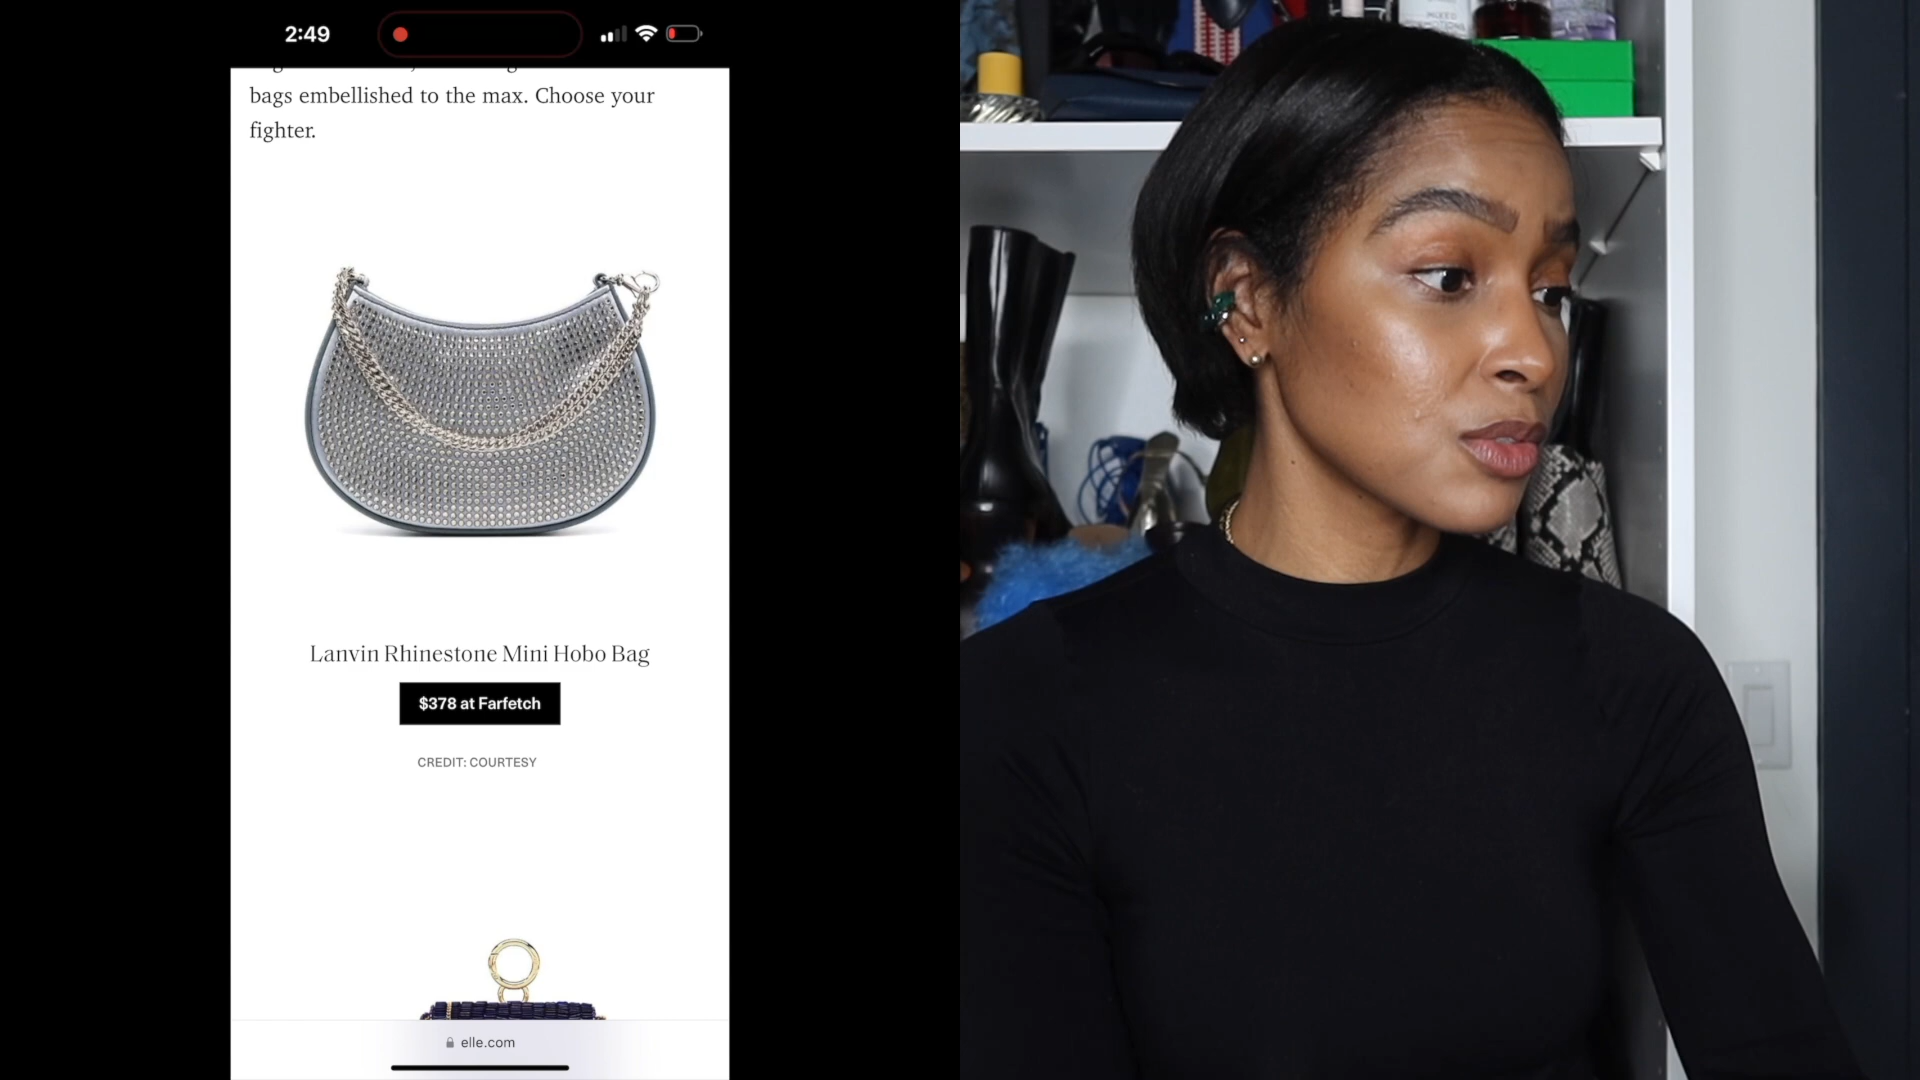 2:49
bags embellished to the max. Choose your
fighter.
Lanvin Rhinestone Mini Hobo Bag
$378 at Farfetch
CREDIT: COURTESY
elle.com
MIXED